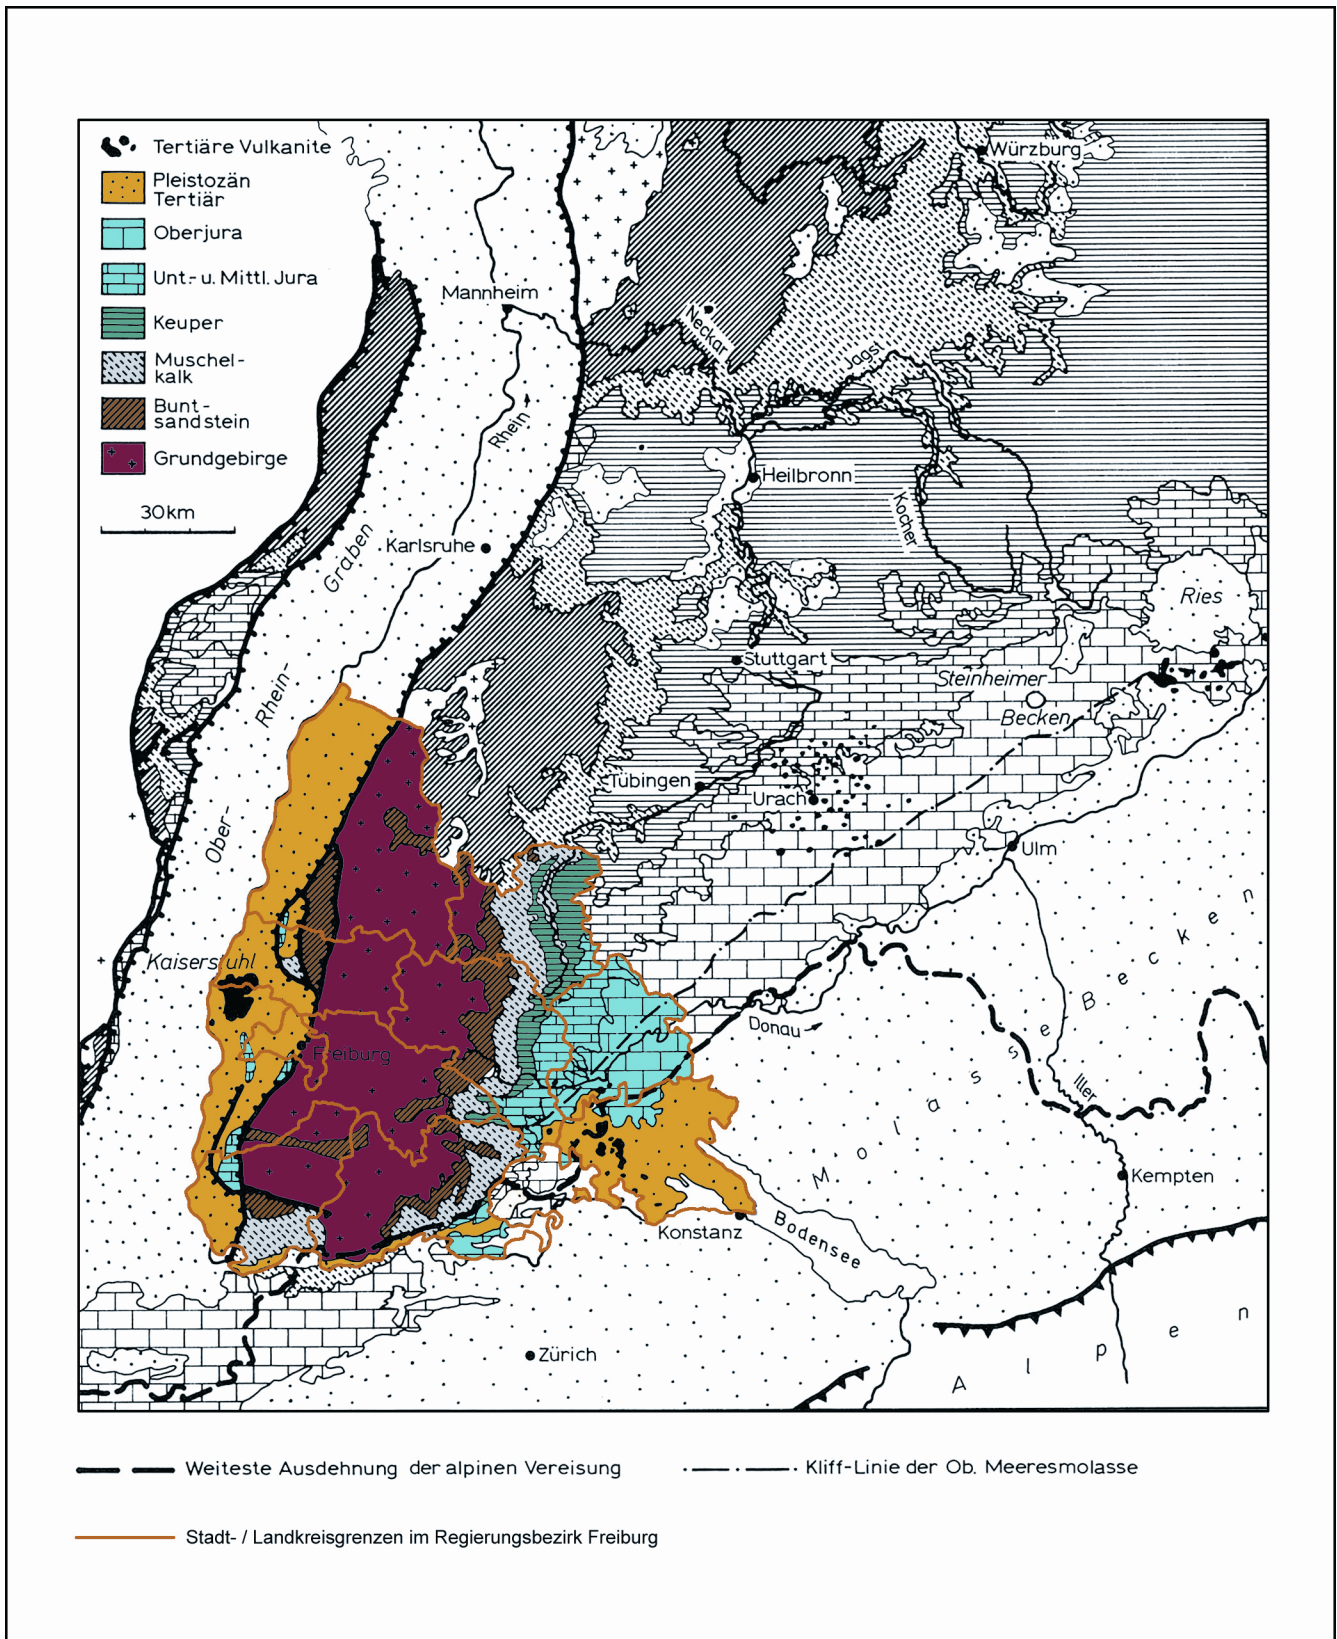 Tertiäre Vulkanite
Pleistozän
Tertiär
Oberjura
Unt.- u. Mittl. Jura
Keuper
Muschel-
kalk
Bunt-
sandstein
Grundgebirge
30km
Würzburg
Mannheim
Neckar
Jagst
Rhein
Heilbronn
Kocher
Karlsruhe
Graben
Ries
Stuttgart
Steinheimer
Becken
Rhein-
Tübingen
Urach
Ober-
Ulm
Kaiserstuhl
Becken
Donau
Freiburg
Iller
Molasse-
Kempten
Konstanz
Bodensee
Zürich
Alpen
Weiteste Ausdehnung der alpinen Vereisung
Kliff-Linie der Ob. Meeresmolasse
Stadt- / Landkreisgrenzen im Regierungsbezirk Freiburg